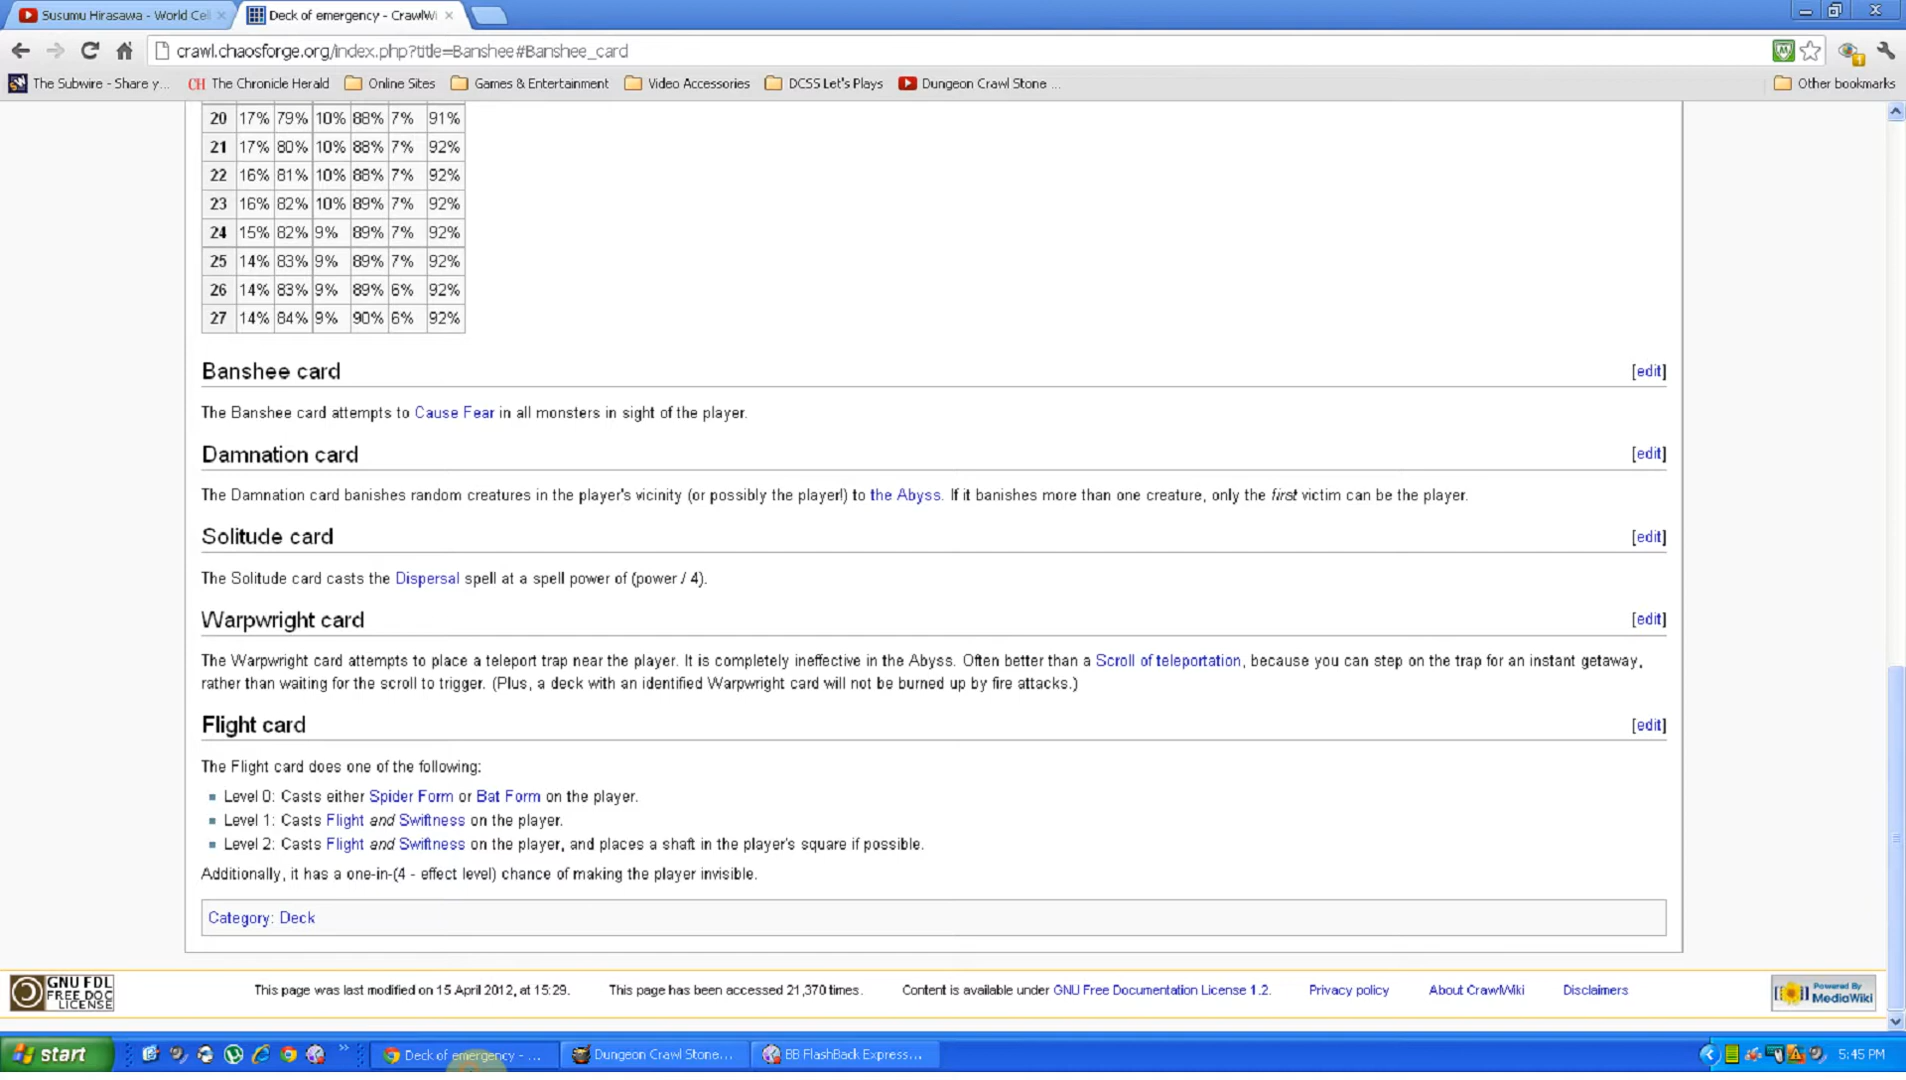 Susumu Hirasawa - World Cel
Deck of emergency - CrawlWi
crawl.chaosforge.org/index.php?title=Banshee#Banshee_card
The Subwire - Share y...
CH The Chronicle Herald
Online Sites
Games & Entertainment
Video Accessories
DCSS Let's Plays
Dungeon Crawl Stone ...
Other bookmarks
20 17% 79% 10% 88% 7% 91%
21 17% 80% 10% 88% 7% 92%
22 16% 81% 10% 88% 7% 92%
23 16% 82% 10% 89% 7% 92%
24 15% 82% 9% 89% 7% 92%
25 14% 83% 9% 89% 7% 92%
26 14% 83% 9% 89% 6% 92%
27 14% 84% 9% 90% 6% 92%
Banshee card [edit]
The Banshee card attempts to Cause Fear in all monsters in sight of the player.
Damnation card [edit]
The Damnation card banishes random creatures in the player's vicinity (or possibly the player!) to the Abyss. If it banishes more than one creature, only the first victim can be the player.
Solitude card [edit]
The Solitude card casts the Dispersal spell at a spell power of (power / 4).
Warpwright card [edit]
The Warpwright card attempts to place a teleport trap near the player. It is completely ineffective in the Abyss. Often better than a Scroll of teleportation, because you can step on the trap for an instant getaway,
rather than waiting for the scroll to trigger. (Plus, a deck with an identified Warpwright card will not be burned up by fire attacks.)
Flight card [edit]
The Flight card does one of the following:
Level 0: Casts either Spider Form or Bat Form on the player.
Level 1: Casts Flight and Swiftness on the player.
Level 2: Casts Flight and Swiftness on the player, and places a shaft in the player's square if possible.
Additionally, it has a one-in-(4 - effect level) chance of making the player invisible.
Category: Deck
GNU FDL
FREE DOC
LICENSE
This page was last modified on 15 April 2012, at 15:29.
This page has been accessed 21,370 times.
Content is available under GNU Free Documentation License 1.2.
Privacy policy
About CrawlWiki
Disclaimers
Powered By
MediaWiki
start
Deck of emergency - ...
Dungeon Crawl Stone...
BB FlashBack Express...
5:45 PM